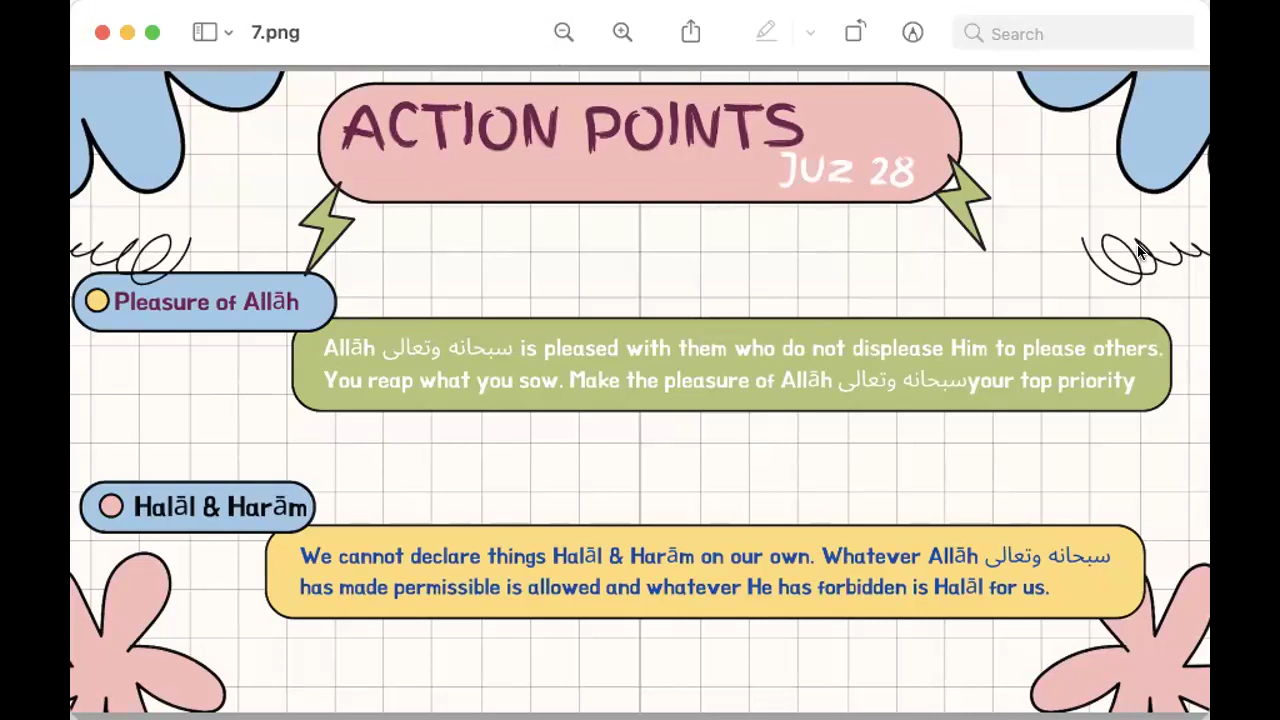 7.png
Search
ACTION POINTS
Juz 28
Pleasure of Allāh
Allāh سبحانه وتعالى is pleased with them who do not displease Him to please others.
You reap what you sow. Make the pleasure of Allāh سبحانه وتعالىyour top priority
Halāl & Harām
We cannot declare things Halāl & Harām on our own. Whatever Allāh سبحانه وتعالى
has made permissible is allowed and whatever He has forbidden is Halāl for us.